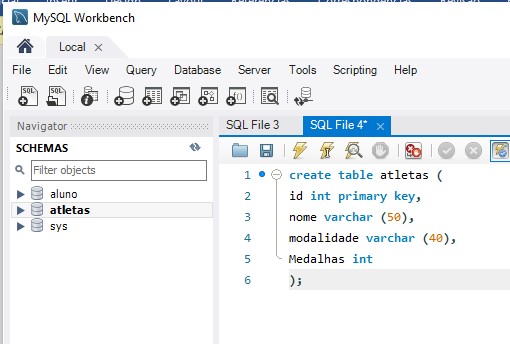 MySQL Workbench
Local
File Edit View Query Database Server Tools Scripting Help
Navigator
SCHEMAS
Filter objects
aluno
atletas
sys
SQL File 3 SQL File 4*
1 create table atletas (
2 id int primary key,
3 nome varchar (50),
4 modalidade varchar (40),
5 Medalhas int
6 );